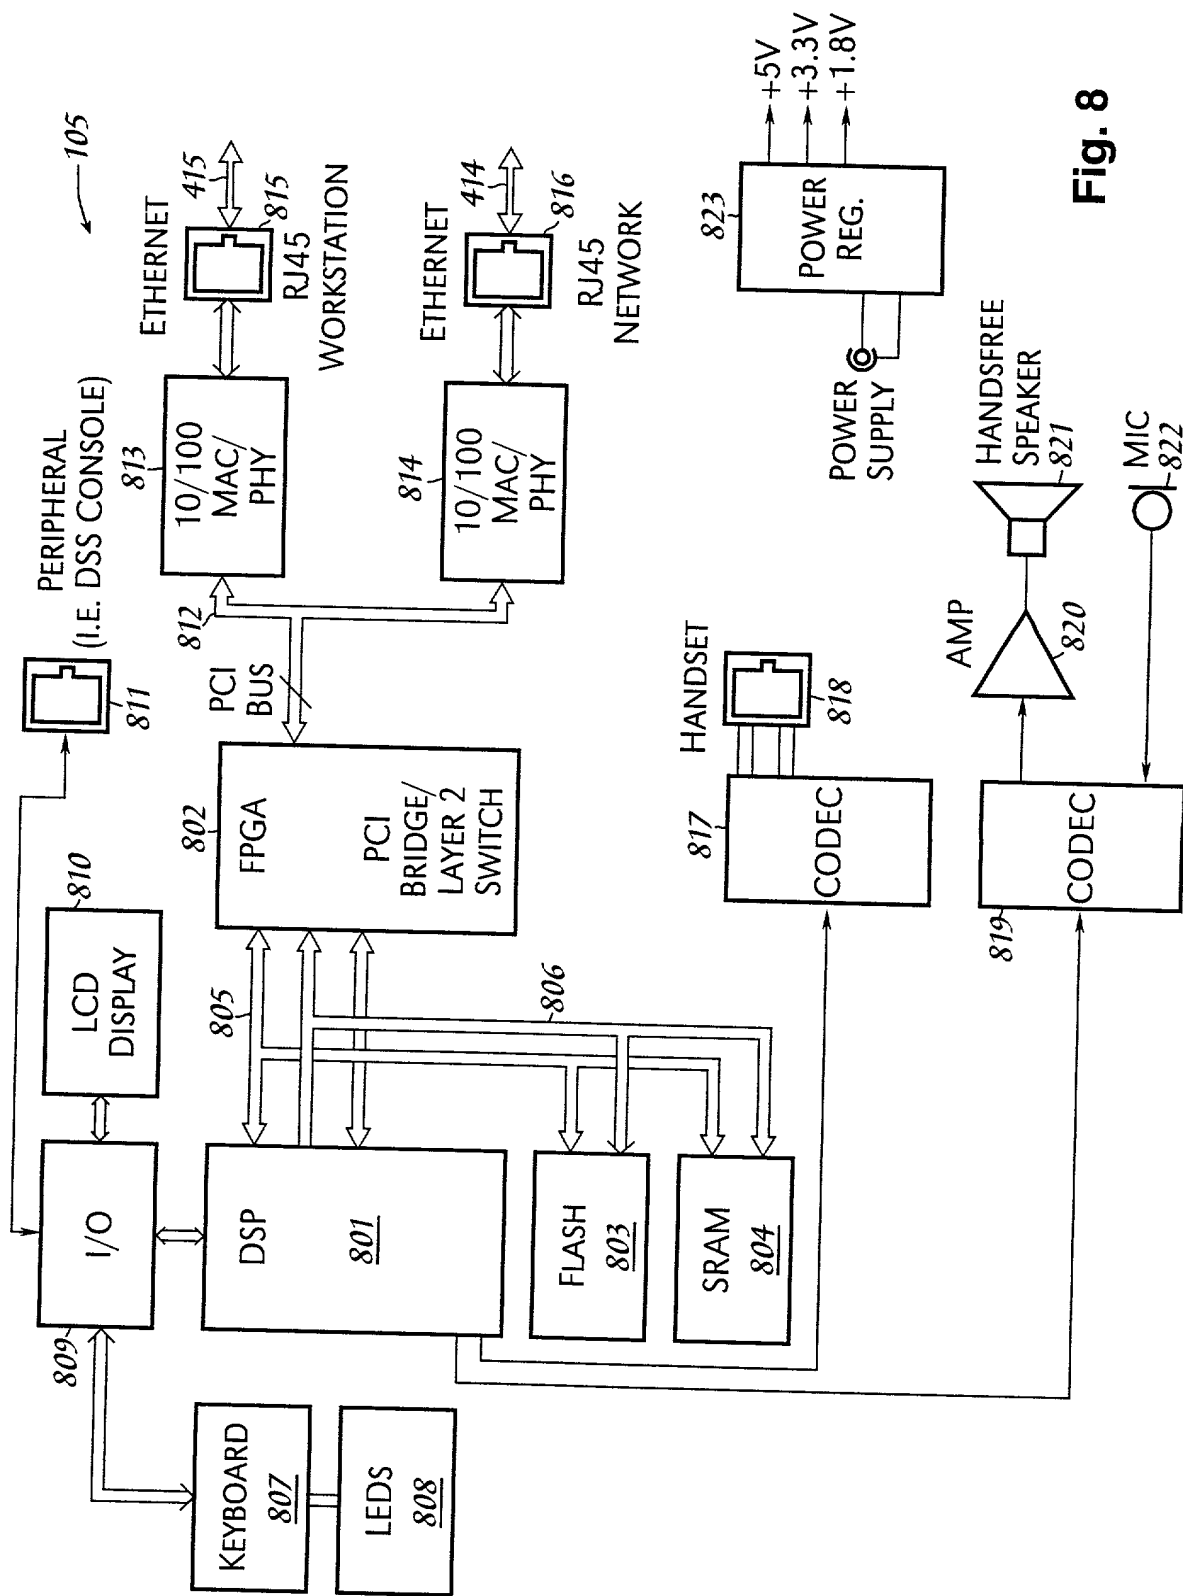 105
PERIPHERAL
(I.E. DSS CONSOLE)
811
LCD
DISPLAY
810
I/O
809
KEYBOARD
807
LEDS
808
DSP
801
FLASH
803
SRAM
804
805
806
FPGA
802
PCI
BRIDGE/
LAYER 2
SWITCH
PCI
BUS
812
813
10/100
MAC/
PHY
ETHERNET
415
815
RJ45
WORKSTATION
814
10/100
MAC/
PHY
ETHERNET
414
816
RJ45
NETWORK
HANDSET
818
817
CODEC
819
CODEC
AMP
820
HANDSFREE
SPEAKER
821
MIC
822
POWER
SUPPLY
823
POWER
REG.
+5V
+3.3V
+1.8V
Fig. 8